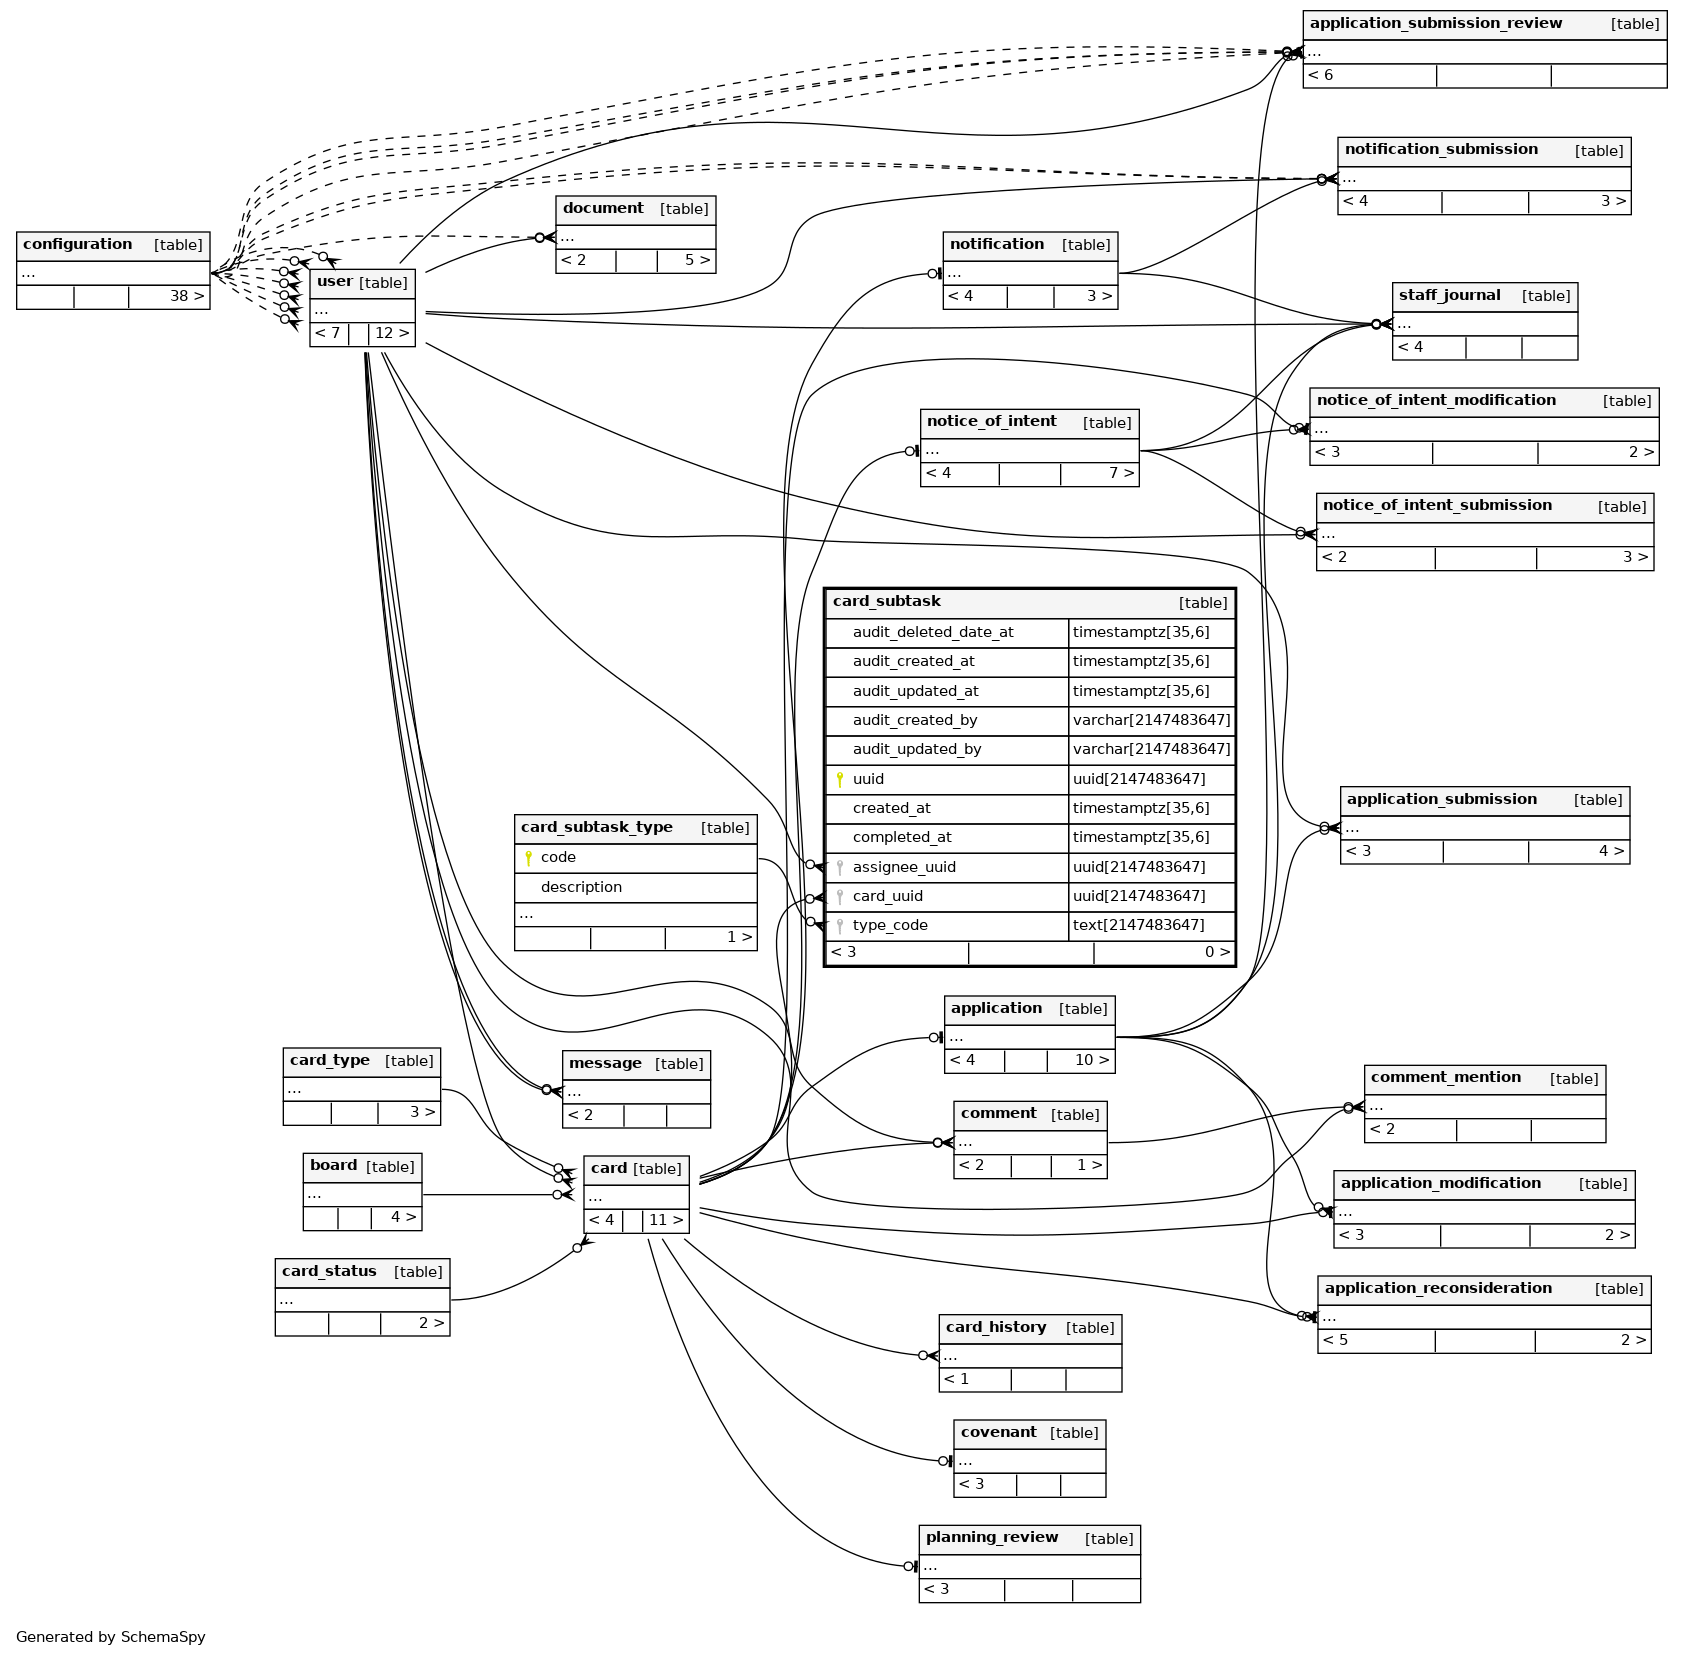 application_submission_review [table]
...
< 6
notification_submission [table]
...
< 4 3 >
document [table]
...
< 2 5 >
configuration [table]
...
38 >
notification [table]
...
< 4 3 >
user [table]
...
< 7 12 >
staff_journal [table]
...
< 4
notice_of_intent_modification [table]
...
< 3 2 >
notice_of_intent [table]
...
< 4 7 >
notice_of_intent_submission [table]
...
< 2 3 >
card_subtask [table]
audit_deleted_date_at timestamptz[35,6]
audit_created_at timestamptz[35,6]
audit_updated_at timestamptz[35,6]
audit_created_by varchar[2147483647]
audit_updated_by varchar[2147483647]
uuid uuid[2147483647]
created_at timestamptz[35,6]
completed_at timestamptz[35,6]
assignee_uuid uuid[2147483647]
card_uuid uuid[2147483647]
type_code text[2147483647]
< 3 0 >
application_submission [table]
...
< 3 4 >
card_subtask_type [table]
code
description
...
1 >
application [table]
...
< 4 10 >
card_type [table]
...
3 >
message [table]
...
< 2
comment_mention [table]
...
< 2
comment [table]
...
< 2 1 >
board [table]
...
4 >
card [table]
...
< 4 11 >
application_modification [table]
...
< 3 2 >
card_status [table]
...
2 >
application_reconsideration [table]
...
< 5 2 >
card_history [table]
...
< 1
covenant [table]
...
< 3
planning_review [table]
...
< 3
Generated by SchemaSpy